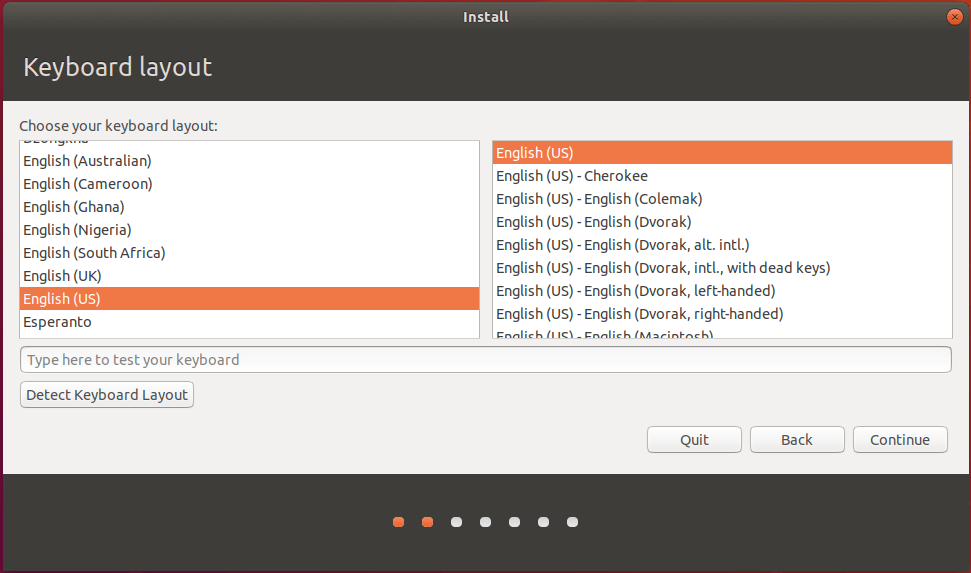 Install
Keyboard layout
Choose your keyboard layout:
Dzongkha
English (Australian)
English (Cameroon)
English (Ghana)
English (Nigeria)
English (South Africa)
English (UK)
English (US)
Esperanto
English (US)
English (US) - Cherokee
English (US) - English (Colemak)
English (US) - English (Dvorak)
English (US) - English (Dvorak, alt. intl.)
English (US) - English (Dvorak, intl., with dead keys)
English (US) - English (Dvorak, left-handed)
English (US) - English (Dvorak, right-handed)
English (US) - English (Macintosh)
Type here to test your keyboard
Detect Keyboard Layout
Quit
Back
Continue